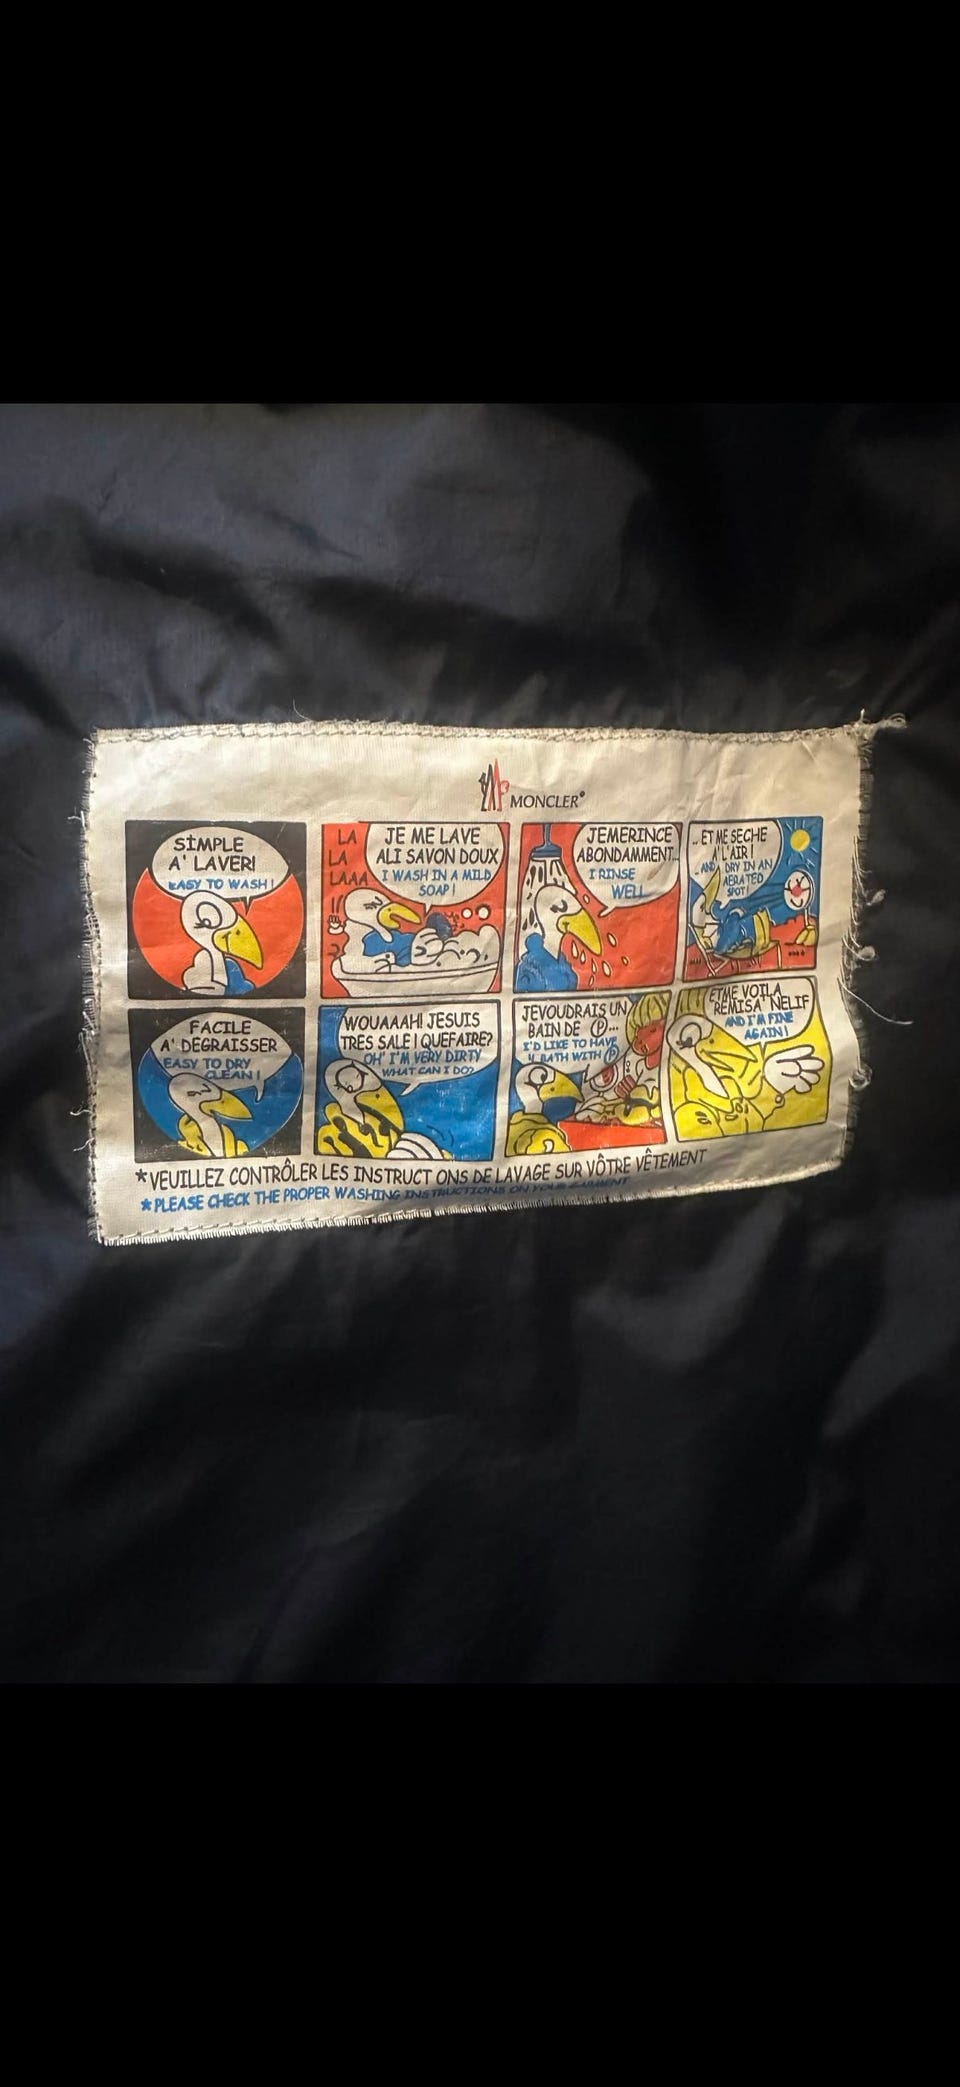 MONCLER®
SİMPLE
A' LAVER!
EASY TO WASH!
LA
LA
LAAA
JE ME LAVE
ALI SAVON DOUX
I WASH IN A MILD
SOAP!
JEMERINCE
ABONDAMMENT...
I RINSE
WELL
.. ET ME SECHE
A'L'AIR!
AND DRY IN AN
AERATED
SPOT!
FACILE
A' DEGRAISSER
EASY TO DRY
CLEAN!
WOUAAAH! JESUIS
TRES SALE! QUEFAIRE?
OH' I'M VERY DIRTY
WHAT CAN I DO?
JEVOUDRAIS UN
BAIN DE Ⓟ...
I'D LIKE TO HAVE
BATH WITH Ⓟ
ETME VOILA
REMISA' NELIF
AND I'M FINE
AGAIN!
*VEUILLEZ CONTRÔLER LES INSTRUCT ONS DE LAVAGE SUR VÔTRE VÊTEMENT
*PLEASE CHECK THE PROPER WASHING INSTRUCTIONS ON YOUR GARMENT